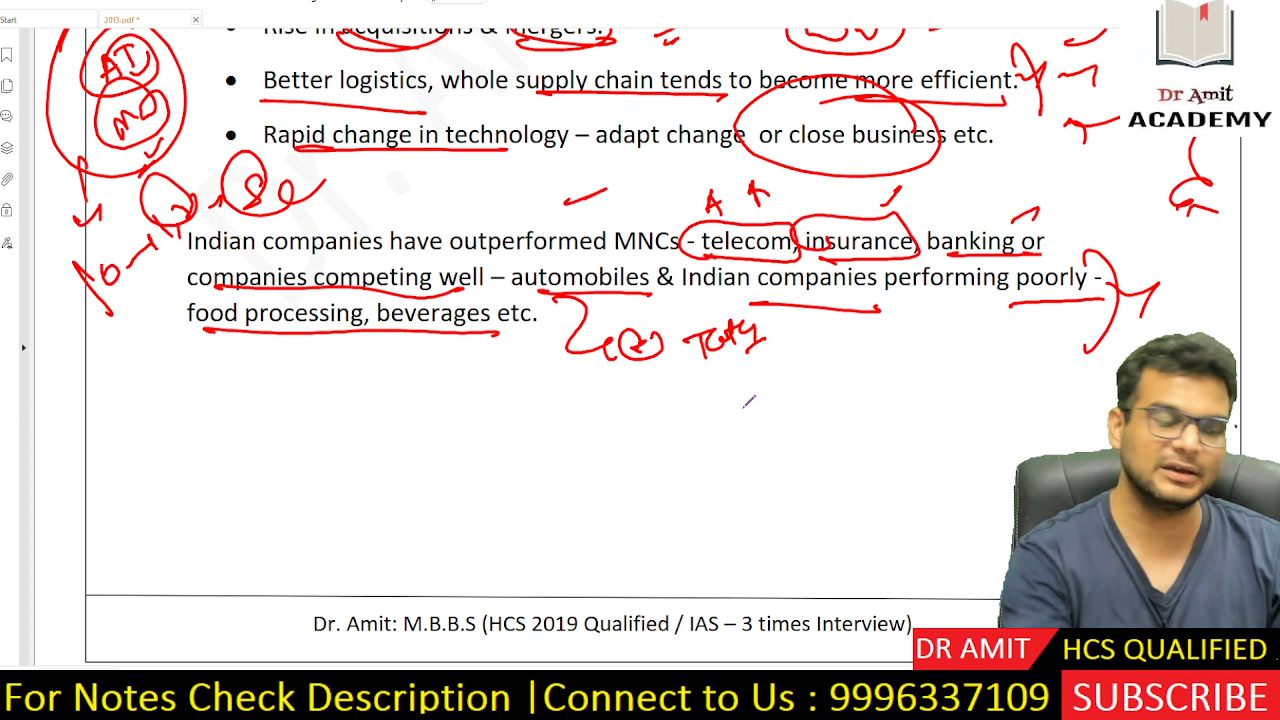 Start
2013.pdf *
• Rise in acquisitions & Mergers.
• Better logistics, whole supply chain tends to become more efficient.
• Rapid change in technology – adapt change or close business etc.
Indian companies have outperformed MNCs - telecom, insurance, banking or
companies competing well – automobiles & Indian companies performing poorly -
food processing, beverages etc.
Tata
Dr. Amit: M.B.B.S (HCS 2019 Qualified / IAS – 3 times Interview)
Dr Amit
ACADEMY
DR AMIT
HCS QUALIFIED
For Notes Check Description |Connect to Us : 9996337109
SUBSCRIBE